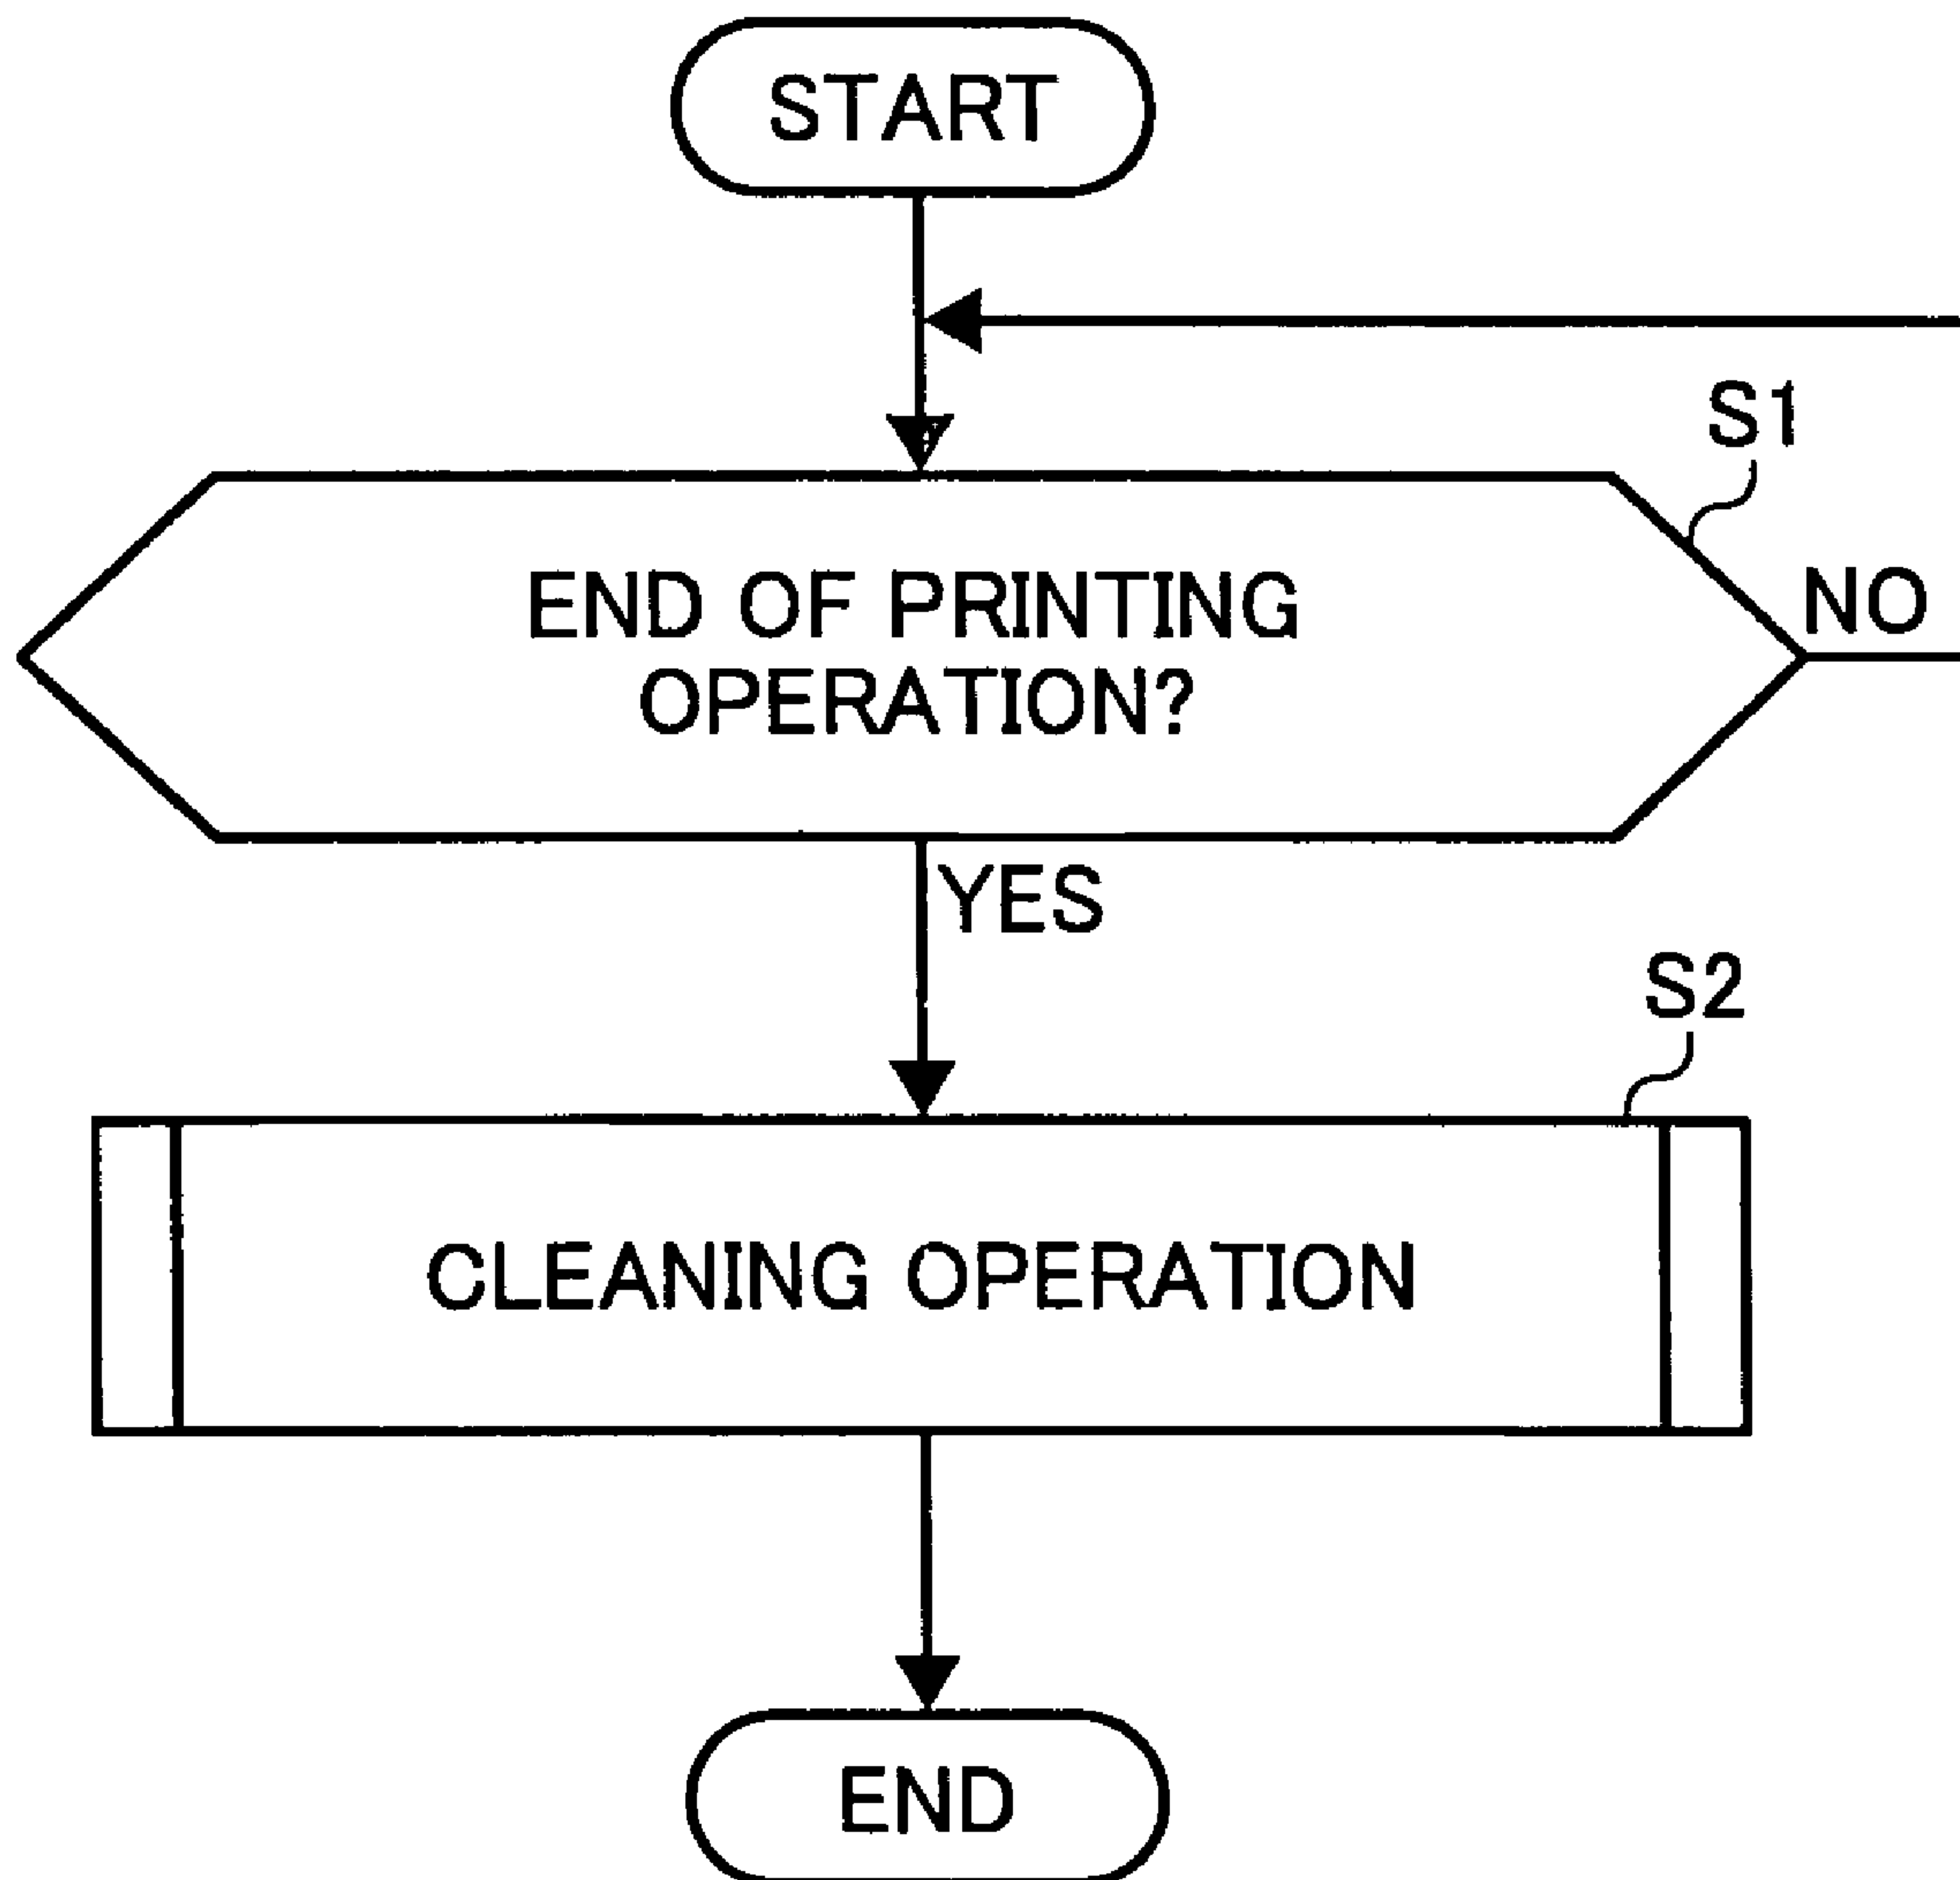 START
S1
END OF PRINTING
OPERATION?
NO
YES
S2
CLEANING OPERATION
END